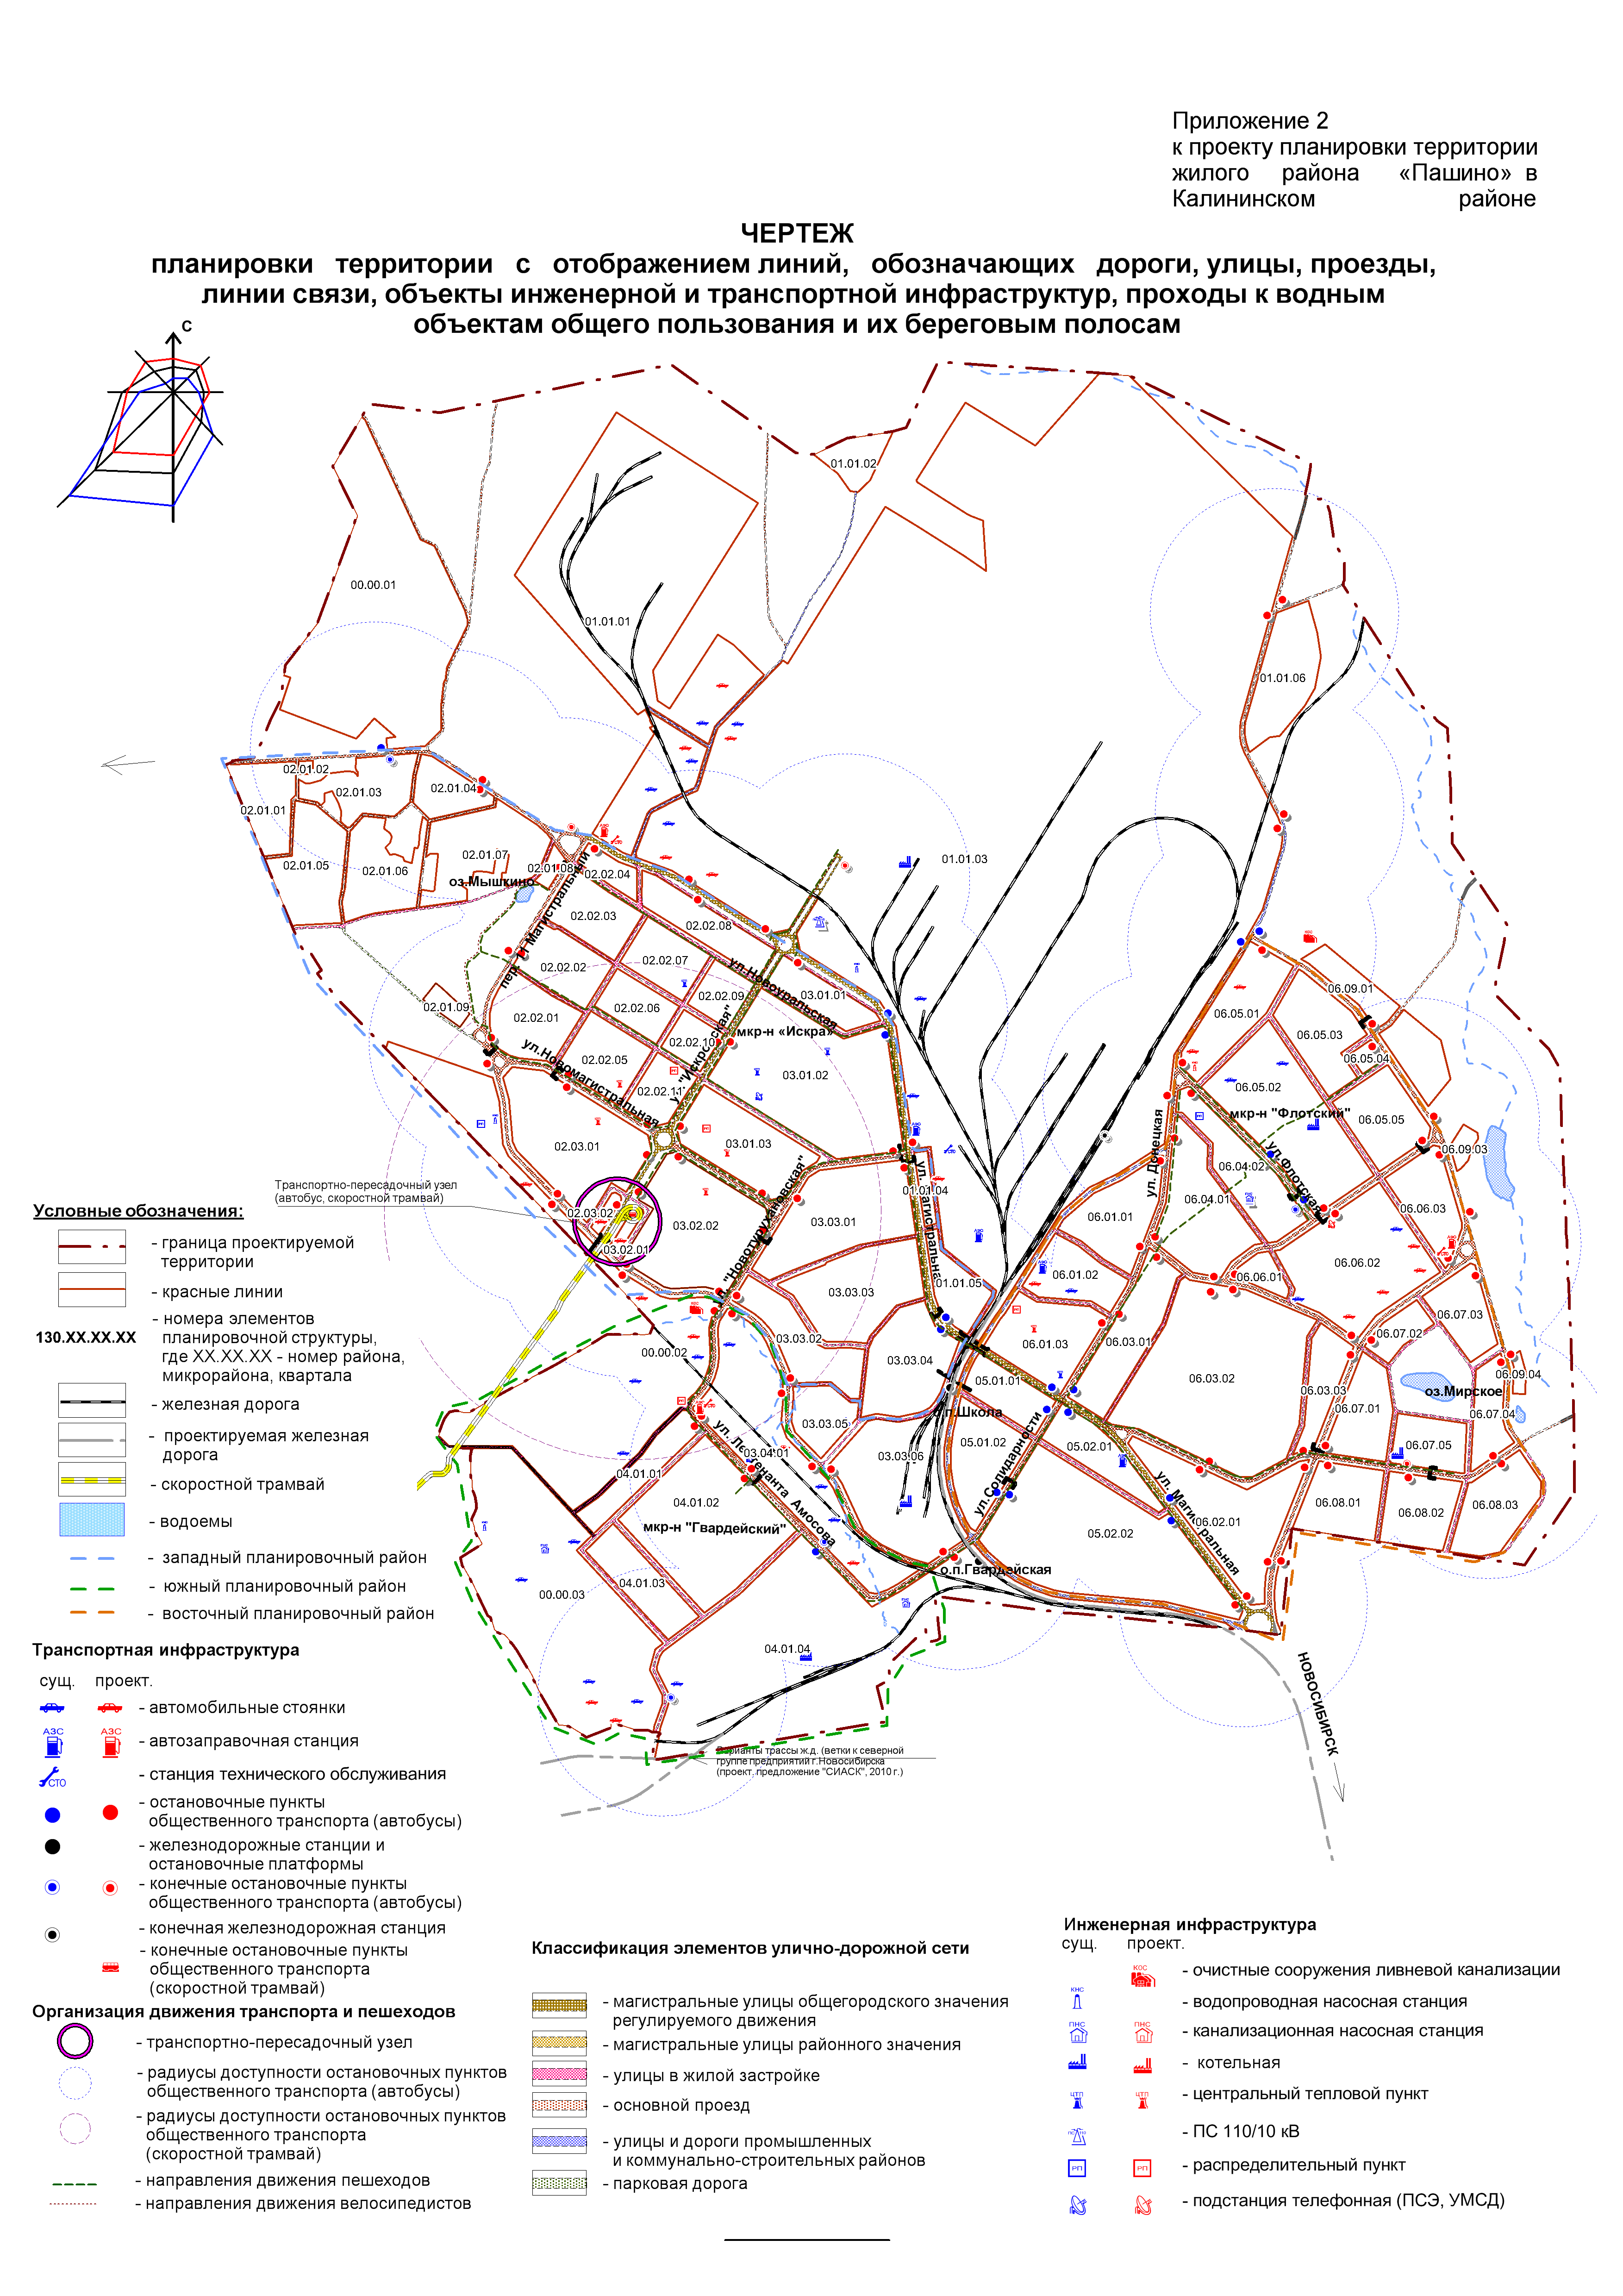 Приложение 2
к проекту планировки территории
жилого района «Пашино» в
Калининском районе
ЧЕРТЕЖ
планировки территории с отображением линий, обозначающих дороги, улицы, проезды,
линии связи, объекты инженерной и транспортной инфраструктур, проходы к водным
объектам общего пользования и их береговым полосам
С
01.01.02
00.00.01
01.01.01
01.01.06
02.01.02
02.01.03
02.01.04
02.01.01
02.01.05
02.01.06
02.01.07
оз.Мышкино
02.01.08
02.02.04
01.01.03
02.02.03
02.02.08
02.02.02
02.02.07
ул.Новоуральская
02.02.09
03.01.01
02.01.09
02.02.01
02.02.06
мкр-н «Искра»
02.02.10
02.02.05
ул.Новомагистральная
02.02.11
03.01.02
06.09.01
06.05.01
06.05.03
06.05.04
06.05.02
мкр-н "Флотский"
06.05.05
ул. Донецкая
ул.Флотская
06.09.03
06.04.02
06.04.01
02.03.01
03.01.03
Транспортно-пересадочный узел
(автобус, скоростной трамвай)
02.03.02
03.02.01
03.02.02
"Новотурухановская"
03.03.01
01.01.04
06.01.01
06.06.03
06.06.02
06.06.01
06.01.02
01.01.05
03.03.03
03.03.02
00.00.02
03.03.04
06.01.03
06.03.01
06.07.03
06.07.02
05.01.01
06.03.02
06.03.03
06.07.01
оз.Мирское
06.09.04
06.07.04
06.07.05
03.03.05
05.01.02
ул.Солидарности
05.02.01
03.04.01
03.03.06
04.01.01
04.01.02
мкр-н "Гвардейский"
05.02.02
06.02.01
06.08.01
06.08.02
06.08.03
о.п.Гвардейская
04.01.03
00.00.03
04.01.04
НОВОСИБИРСК
Варианты трассы ж.д. (ветки к северной
группе предприятий г.Новосибирска
(проект. предложение "СИАСК", 2010 г.)
Условные обозначения:
- граница проектируемой
территории
- красные линии
130.XX.XX.XX
- номера элементов
планировочной структуры,
где XX.XX.XX - номер района,
микрорайона, квартала
- железная дорога
- проектируемая железная
дорога
- скоростной трамвай
- водоемы
- западный планировочный район
- южный планировочный район
- восточный планировочный район
Транспортная инфраструктура
сущ. проект.
- автомобильные стоянки
АЗС АЗС
- автозаправочная станция
СТО
- станция технического обслуживания
- остановочные пункты
общественного транспорта (автобусы)
- железнодорожные станции и
остановочные платформы
- конечные остановочные пункты
общественного транспорта (автобусы)
- конечная железнодорожная станция
- конечные остановочные пункты
общественного транспорта
(скоростной трамвай)
Организация движения транспорта и пешеходов
- транспортно-пересадочный узел
- радиусы доступности остановочных пунктов
общественного транспорта (автобусы)
- радиусы доступности остановочных пунктов
общественного транспорта
(скоростной трамвай)
- направления движения пешеходов
- направления движения велосипедистов
Классификация элементов улично-дорожной сети
- магистральные улицы общегородского значения
регулируемого движения
- магистральные улицы районного значения
- улицы в жилой застройке
- основной проезд
- улицы и дороги промышленных
и коммунально-строительных районов
- парковая дорога
Инженерная инфраструктура
сущ. проект.
КОС
- очистные сооружения ливневой канализации
КНС
- водопроводная насосная станция
ПНС ПНС
- канализационная насосная станция
- котельная
ЦТП ЦТП
- центральный тепловой пункт
- ПС 110/10 кВ
РП РП
- распределительный пункт
- подстанция телефонная (ПСЭ, УМСД)